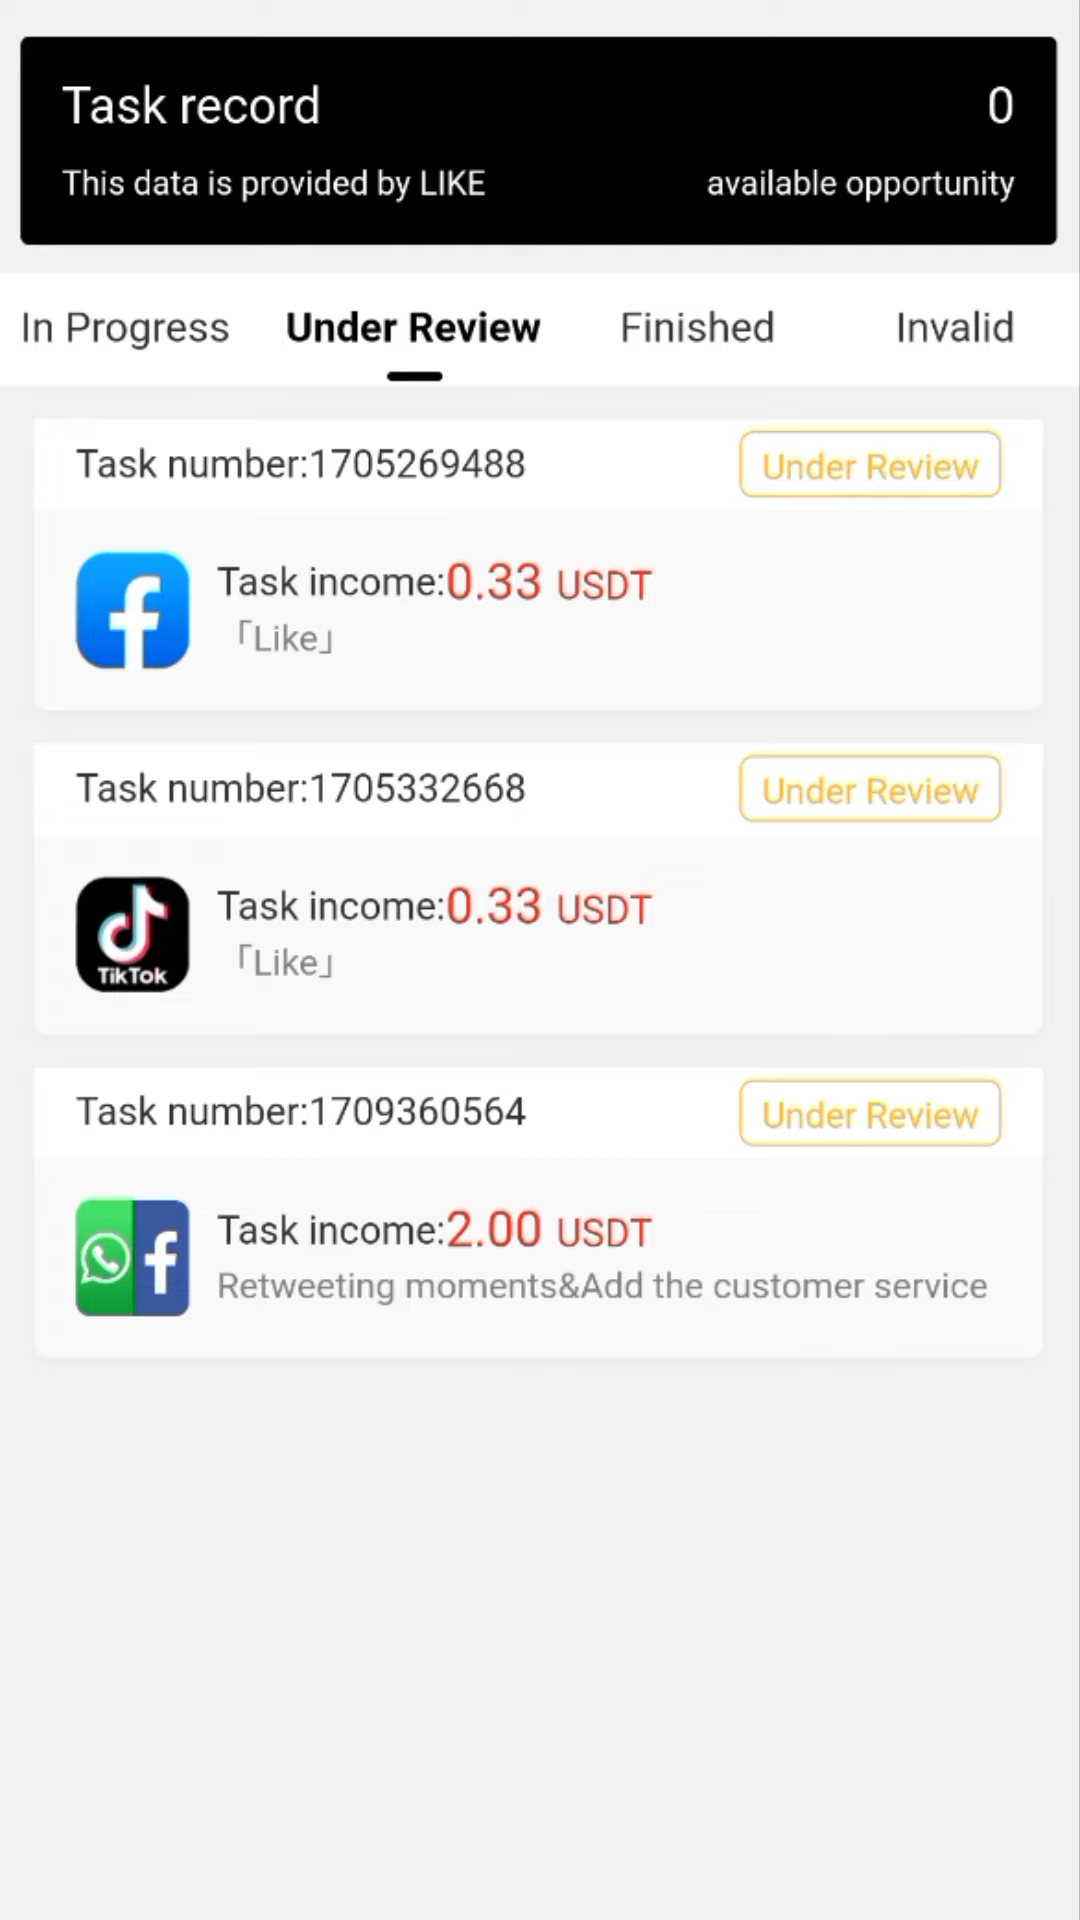 Task record
0
This data is provided by LIKE
available opportunity
In Progress
Under Review
Finished
Invalid
Task number:1705269488
Under Review
Task income:0.33 USDT
「Like」
Task number:1705332668
Under Review
TikTok
Task income:0.33 USDT
「Like」
Task number:1709360564
Under Review
Task income:2.00 USDT
Retweeting moments&Add the customer service